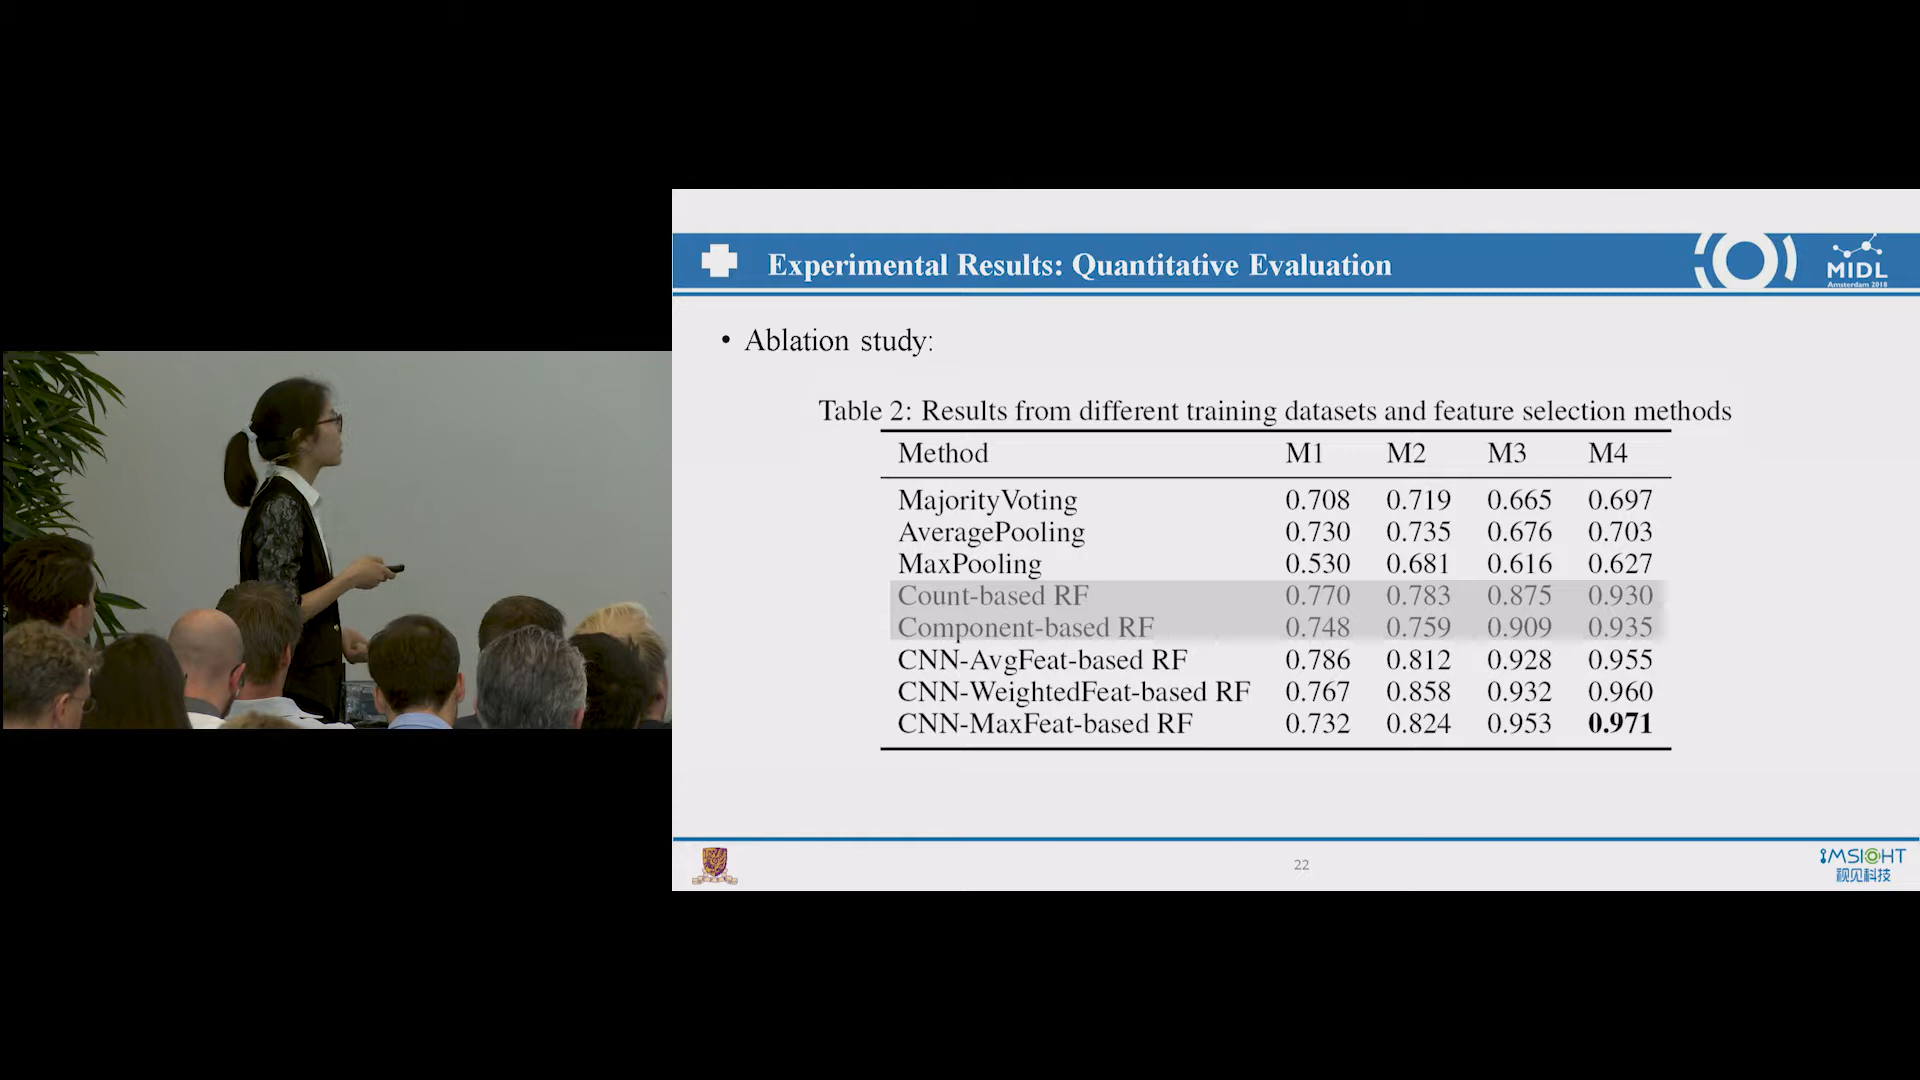 Experimental Results: Quantitative Evaluation
MIDL
Amsterdam 2018
• Ablation study:
Table 2: Results from different training datasets and feature selection methods
Method M1 M2 M3 M4
MajorityVoting 0.708 0.719 0.665 0.697
AveragePooling 0.730 0.735 0.676 0.703
MaxPooling 0.530 0.681 0.616 0.627
Count-based RF 0.770 0.783 0.875 0.930
Component-based RF 0.748 0.759 0.909 0.935
CNN-AvgFeat-based RF 0.786 0.812 0.928 0.955
CNN-WeightedFeat-based RF 0.767 0.858 0.932 0.960
CNN-MaxFeat-based RF 0.732 0.824 0.953 0.971
22
iMSIGHT
视见科技